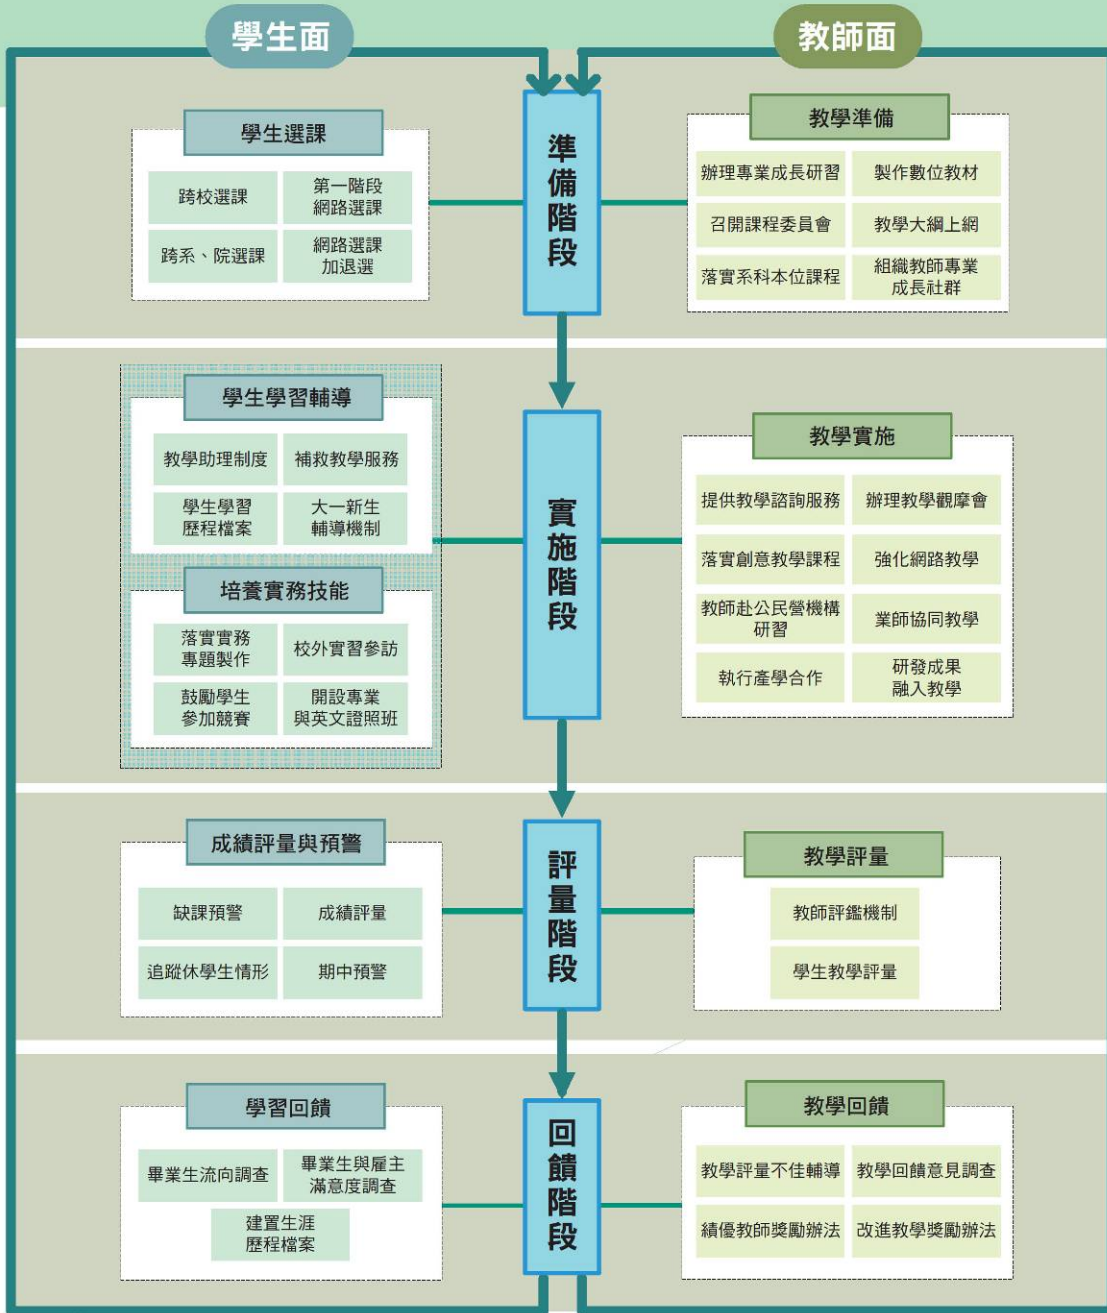 學生面
教師面
準備階段
學生選課
跨校選課
第一階段
網路選課
跨系、院選課
網路選課
加退選
教學準備
辦理專業成長研習
製作數位教材
召開課程委員會
教學大綱上網
落實系科本位課程
組織教師專業
成長社群
實施階段
學生學習輔導
教學助理制度
補救教學服務
學生學習
歷程檔案
大一新生
輔導機制
培養實務技能
落實實務
專題製作
校外實習參訪
鼓勵學生
參加競賽
開設專業
與英文證照班
教學實施
提供教學諮詢服務
辦理教學觀摩會
落實創意教學課程
強化網路教學
教師赴公民營機構
研習
業師協同教學
執行產學合作
研發成果
融入教學
評量階段
成績評量與預警
缺課預警
成績評量
追蹤休學生情形
期中預警
教學評量
教師評鑑機制
學生教學評量
回饋階段
學習回饋
畢業生流向調查
畢業生與雇主
滿意度調查
建置生涯
歷程檔案
教學回饋
教學評量不佳輔導
教學回饋意見調查
績優教師獎勵辦法
改進教學獎勵辦法